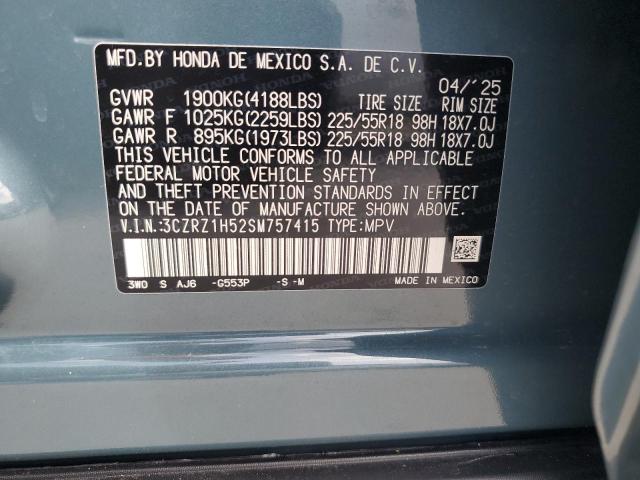 MFD.BY HONDA DE MEXICO S.A. DE C.V.
04/'25
GVWR 1900KG(4188LBS) TIRE SIZE RIM SIZE
GAWR F 1025KG(2259LBS) 225/55R18 98H 18X7.0J
GAWR R 895KG(1973LBS) 225/55R18 98H 18X7.0J
THIS VEHICLE CONFORMS TO ALL APPLICABLE
FEDERAL MOTOR VEHICLE SAFETY
AND THEFT PREVENTION STANDARDS IN EFFECT
ON THE DATE OF MANUFACTURE SHOWN ABOVE.
V.I.N.:3CZRZ1H52SM757415 TYPE:MPV
3W0 S AJ6 -G553P -S -M MADE IN MEXICO